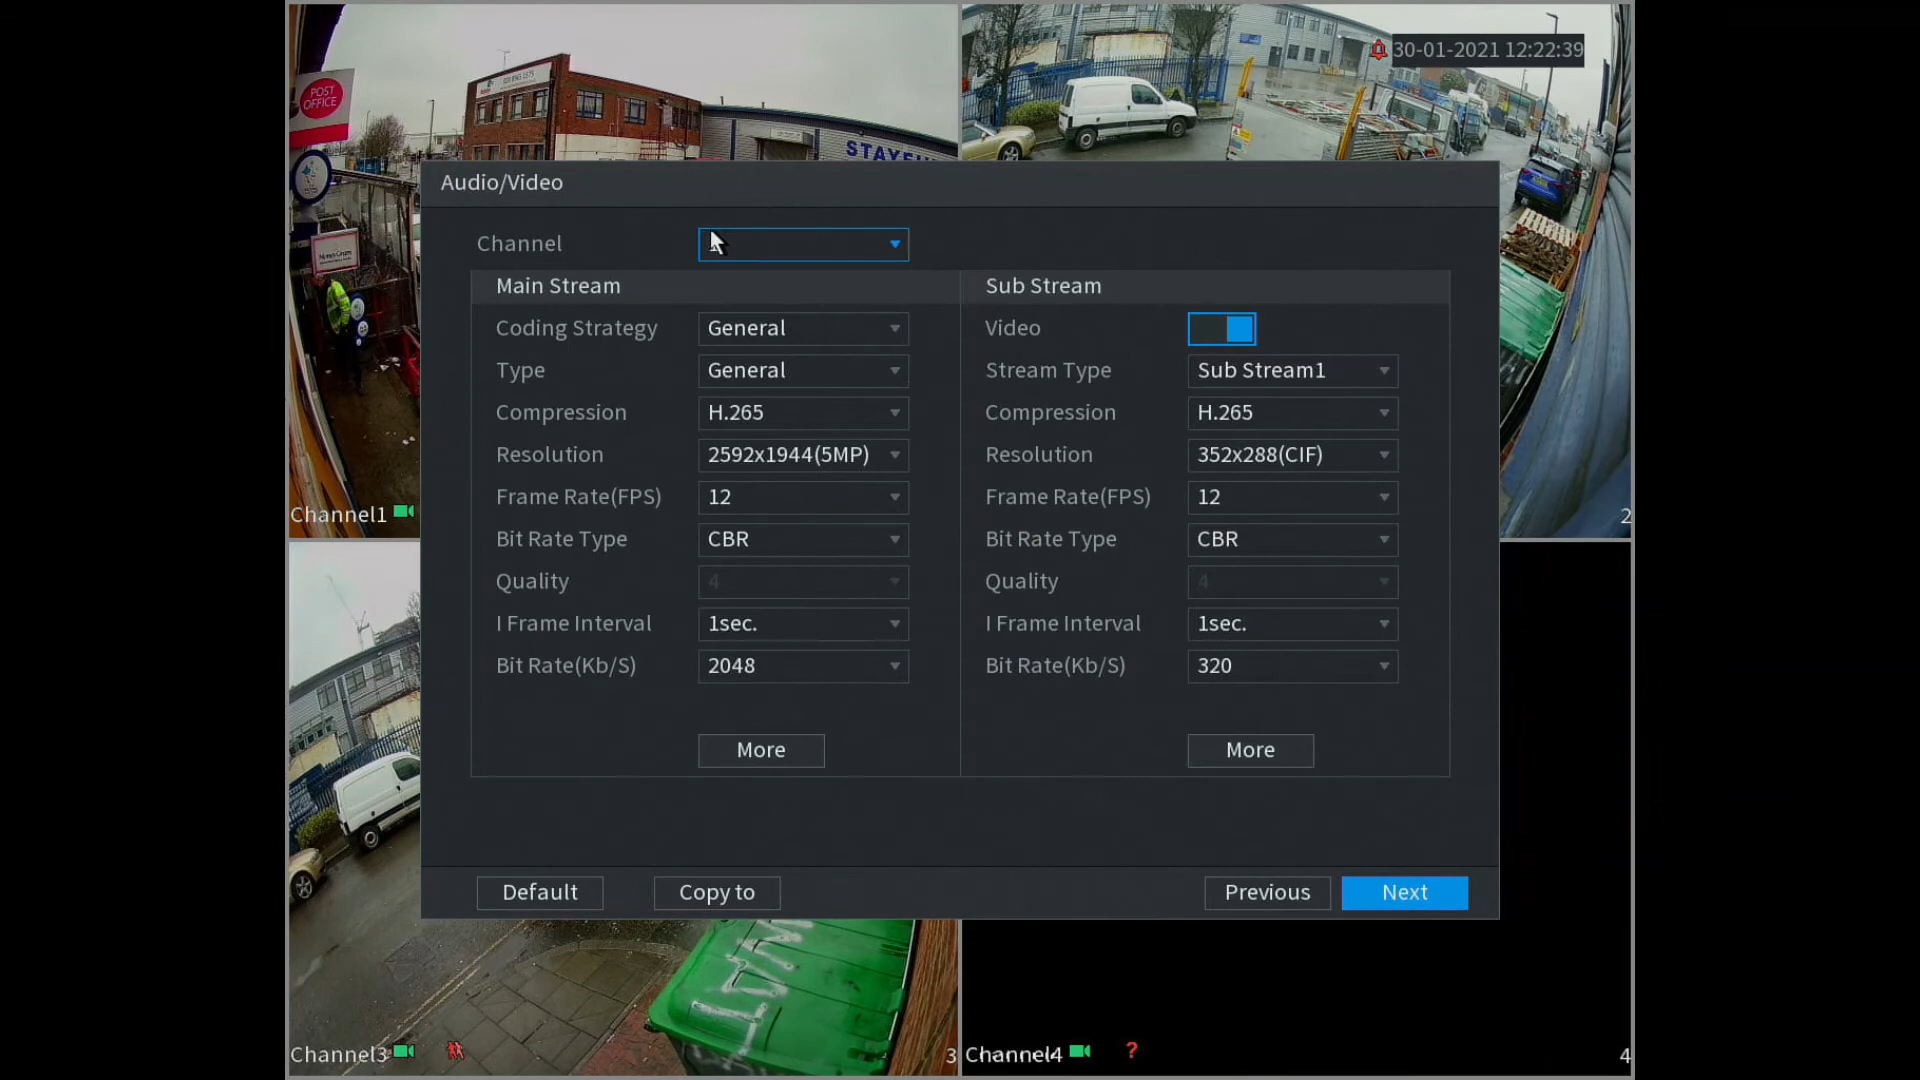 POST
OFFICE
STAYFI
30-01-2021 12:22:39
Audio/Video
Channel
Main Stream
Sub Stream
Coding Strategy General
Video
Type General
Stream Type Sub Stream1
Compression H.265
Compression H.265
Resolution 2592x1944(5MP)
Resolution 352x288(CIF)
Frame Rate(FPS) 12
Frame Rate(FPS) 12
Bit Rate Type CBR
Bit Rate Type CBR
Quality 4
Quality 4
I Frame Interval 1sec.
I Frame Interval 1sec.
Bit Rate(Kb/S) 2048
Bit Rate(Kb/S) 320
More
More
Default
Copy to
Previous
Next
Channel1
2
Channel3
3
Channel4
?
4